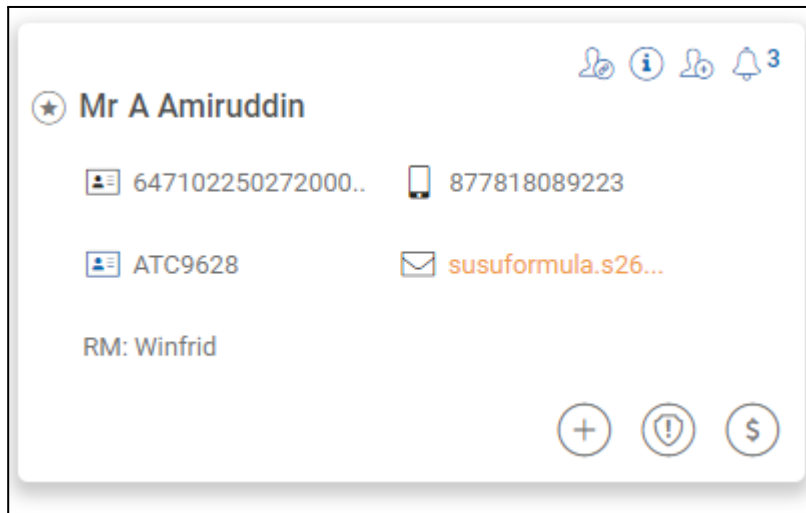 3
Mr A Amiruddin
647102250272000.. 877818089223
ATC9628 susuformula.s26...
RM: Winfrid